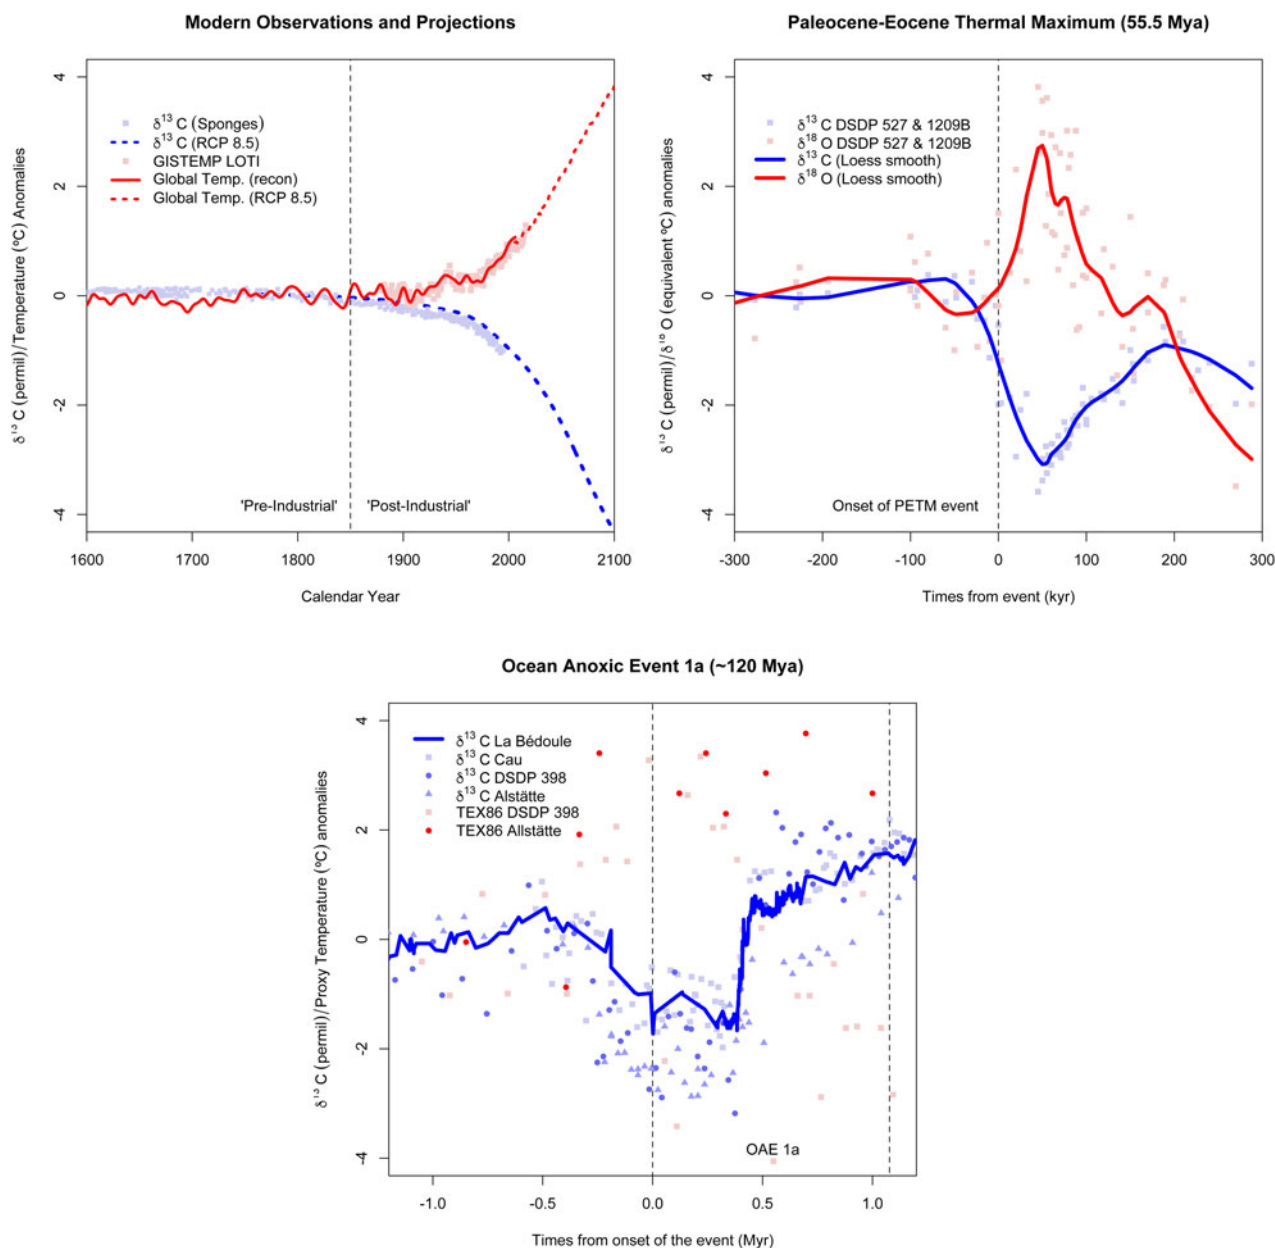 Modern Observations and Projections
δ¹³ C (permil)/Temperature (ºC) Anomalies
4
2
0
-2
-4
δ¹³ C (Sponges)
δ¹³ C (RCP 8.5)
GISTEMP LOTI
Global Temp. (recon)
Global Temp. (RCP 8.5)
'Pre-Industrial'
'Post-Industrial'
1600
1700
1800
1900
2000
2100
Calendar Year
Paleocene-Eocene Thermal Maximum (55.5 Mya)
δ¹³ C (permil)/δ¹⁸ O (equivalent ºC) anomalies
4
2
0
-2
-4
δ¹³ C DSDP 527 & 1209B
δ¹⁸ O DSDP 527 & 1209B
δ¹³ C (Loess smooth)
δ¹⁸ O (Loess smooth)
Onset of PETM event
-300
-200
-100
0
100
200
300
Times from event (kyr)
Ocean Anoxic Event 1a (~120 Mya)
δ¹³ C (permil)/Proxy Temperature (ºC) anomalies
4
2
0
-2
-4
δ¹³ C La Bédoule
δ¹³ C Cau
δ¹³ C DSDP 398
δ¹³ C Alstätte
TEX86 DSDP 398
TEX86 Allstätte
OAE 1a
-1.0
-0.5
0.0
0.5
1.0
Times from onset of the event (Myr)